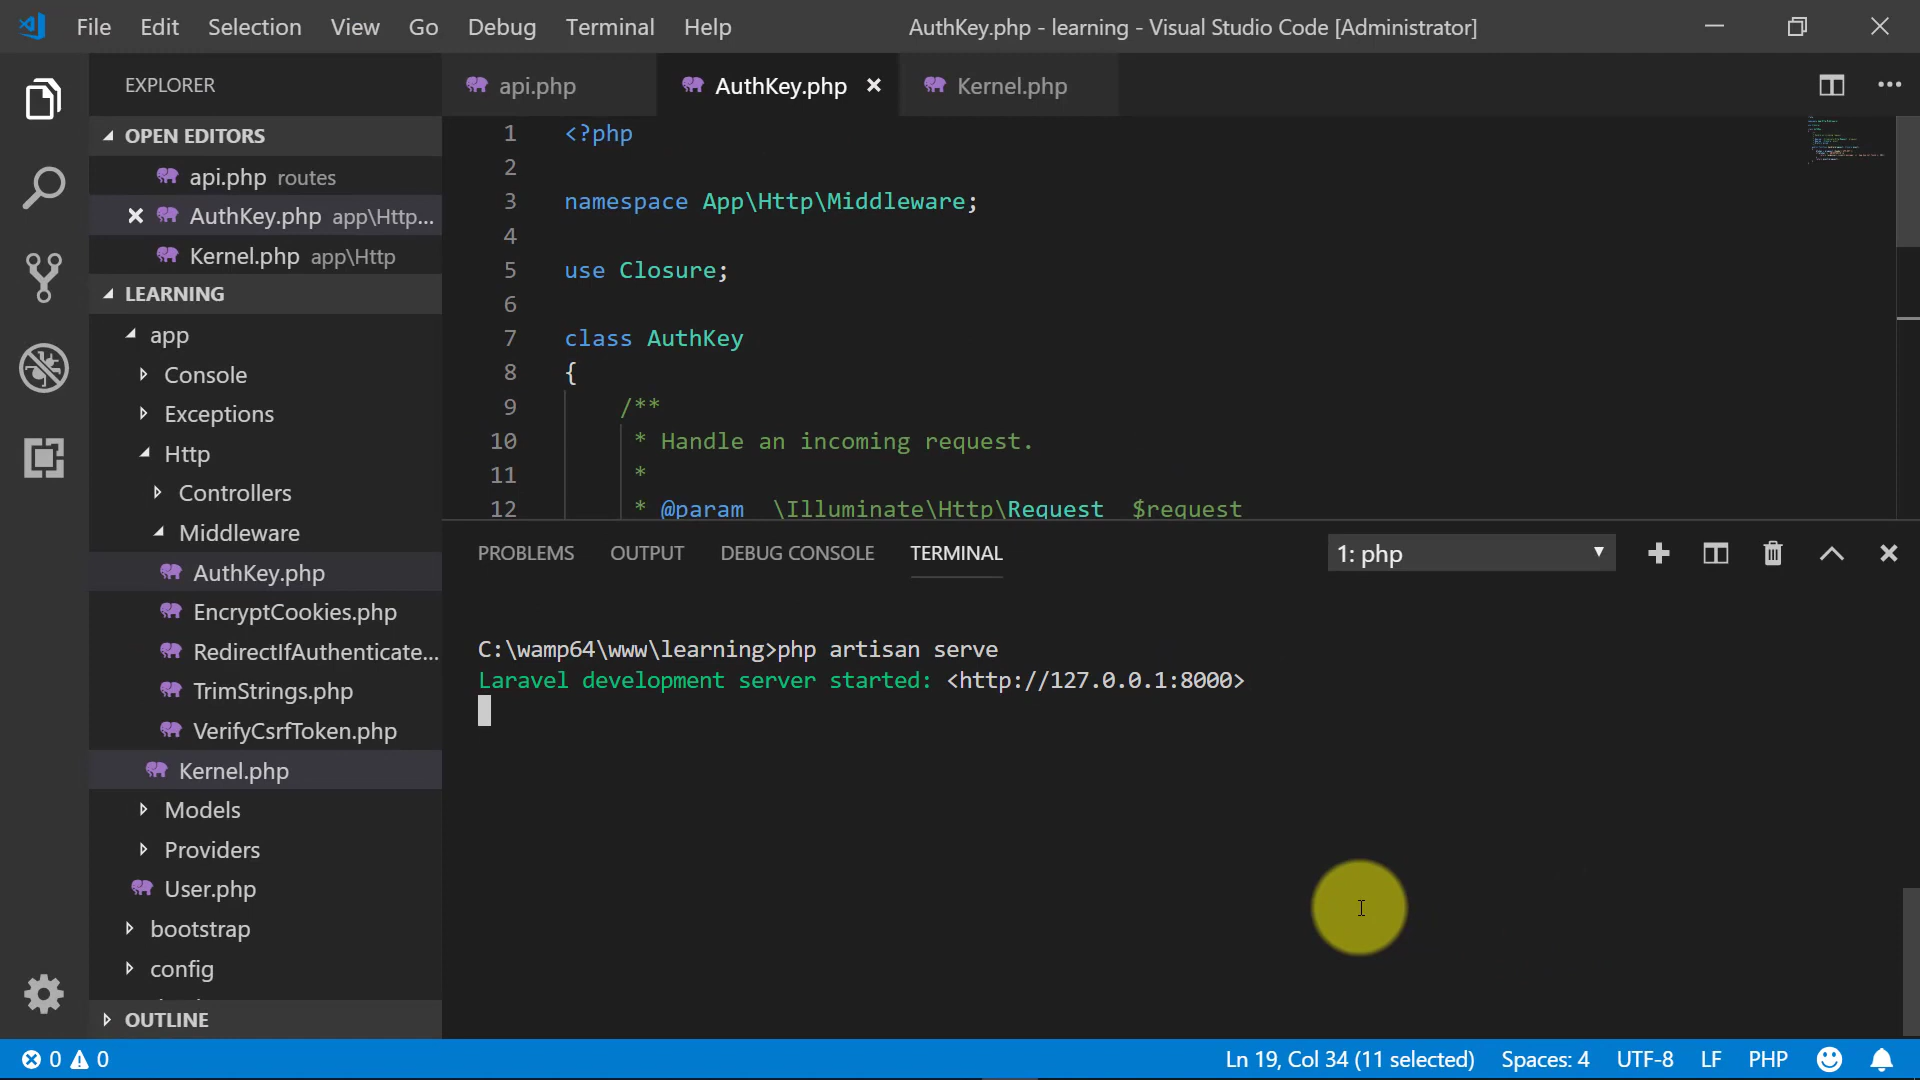 File Edit Selection View Go Debug Terminal Help
AuthKey.php - learning - Visual Studio Code [Administrator]
EXPLORER
OPEN EDITORS
api.php routes
AuthKey.php app\Http...
Kernel.php app\Http
LEARNING
app
Console
Exceptions
Http
Controllers
Middleware
AuthKey.php
EncryptCookies.php
RedirectIfAuthenticate...
TrimStrings.php
VerifyCsrfToken.php
Kernel.php
Models
Providers
User.php
bootstrap
config
OUTLINE
api.php AuthKey.php Kernel.php
1 <?php
2
3 namespace App\Http\Middleware;
4
5 use Closure;
6
7 class AuthKey
8 {
9 /**
10 * Handle an incoming request.
11 *
12 * @param \Illuminate\Http\Request $request
PROBLEMS OUTPUT DEBUG CONSOLE TERMINAL
1: php
C:\wamp64\www\learning>php artisan serve
Laravel development server started: <http://127.0.0.1:8000>
0 0
Ln 19, Col 34 (11 selected) Spaces: 4 UTF-8 LF PHP